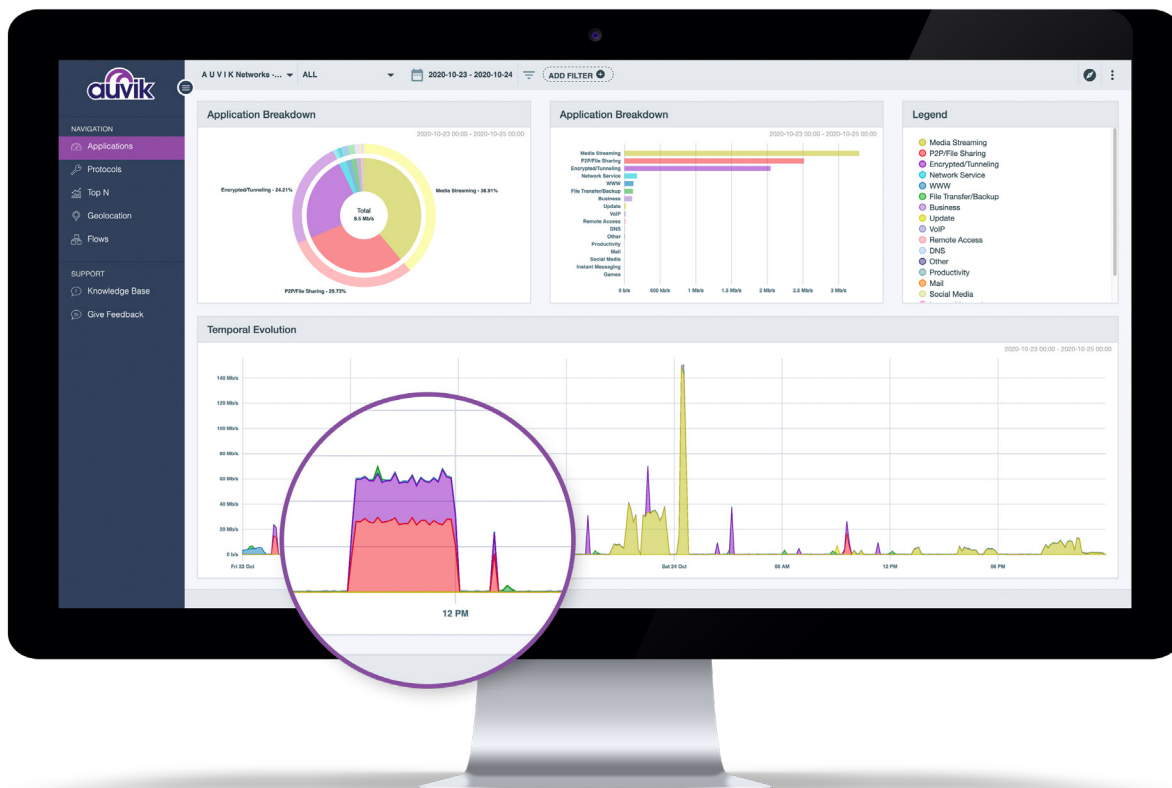 auvik
A U V I K Networks -...
ALL
2020-10-23 - 2020-10-24
ADD FILTER
NAVIGATION
Applications
Protocols
Top N
Geolocation
Flows
SUPPORT
Knowledge Base
Give Feedback
Application Breakdown
2020-10-23 00:00 - 2020-10-25 00:00
Encrypted/Tunneling - 24.21%
Media Streaming - 38.91%
Total
8.5 Mb/s
P2P/File Sharing - 29.73%
Application Breakdown
2020-10-23 00:00 - 2020-10-25 00:00
Media Streaming
P2P/File Sharing
Encrypted/Tunneling
Network Service
WWW
File Transfer/Backup
Business
Update
VoIP
Remote Access
DNS
Other
Productivity
Mail
Social Media
Instant Messaging
Games
0 b/s 500 kb/s 1 Mb/s 1.5 Mb/s 2 Mb/s 2.5 Mb/s 3 Mb/s
Legend
Media Streaming
P2P/File Sharing
Encrypted/Tunneling
Network Service
WWW
File Transfer/Backup
Business
Update
VoIP
Remote Access
DNS
Other
Productivity
Mail
Social Media
Temporal Evolution
2020-10-23 00:00 - 2020-10-25 00:00
140 Mb/s
120 Mb/s
100 Mb/s
80 Mb/s
60 Mb/s
40 Mb/s
20 Mb/s
0 b/s
Fri 23 Oct
12 PM
Sat 24 Oct
06 AM
12 PM
06 PM